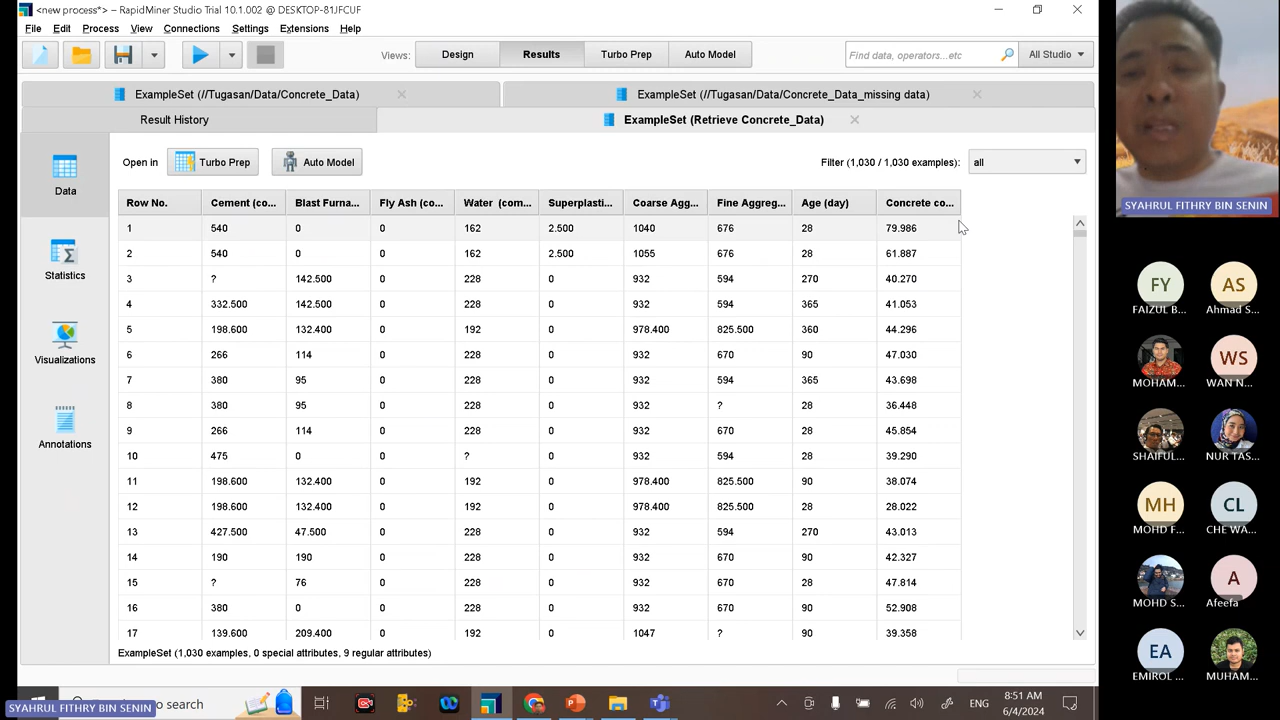 <new process*> – RapidMiner Studio Trial 10.1.002 @ DESKTOP-81JFCUF
File Edit Process View Connections Settings Extensions Help
Views: Design Results Turbo Prep Auto Model Find data, operators...etc All Studio
ExampleSet (//Tugasan/Data/Concrete_Data) ExampleSet (//Tugasan/Data/Concrete_Data_missing data)
Result History ExampleSet (Retrieve Concrete_Data)
Open in Turbo Prep Auto Model Filter (1,030 / 1,030 examples): all
Row No. Cement (co... Blast Furna... Fly Ash (co... Water (com... Superplasti... Coarse Agg... Fine Aggreg... Age (day) Concrete co...
1 540 0 0 162 2.500 1040 676 28 79.986
2 540 0 0 162 2.500 1055 676 28 61.887
3 ? 142.500 0 228 0 932 594 270 40.270
4 332.500 142.500 0 228 0 932 594 365 41.053
5 198.600 132.400 0 192 0 978.400 825.500 360 44.296
6 266 114 0 228 0 932 670 90 47.030
7 380 95 0 228 0 932 594 365 43.698
8 380 95 0 228 0 932 ? 28 36.448
9 266 114 0 228 0 932 670 28 45.854
10 475 0 0 ? 0 932 594 28 39.290
11 198.600 132.400 0 192 0 978.400 825.500 90 38.074
12 198.600 132.400 0 192 0 978.400 825.500 28 28.022
13 427.500 47.500 0 228 0 932 594 270 43.013
14 190 190 0 228 0 932 670 90 42.327
15 ? 76 0 228 0 932 670 28 47.814
16 380 0 0 228 0 932 670 90 52.908
17 139.600 209.400 0 192 0 1047 ? 90 39.358
ExampleSet (1,030 examples, 0 special attributes, 9 regular attributes)
Data
Statistics
Visualizations
Annotations
SYAHRUL FITHRY BIN SENIN
FY AS
FAIZUL B... Ahmad S...
WS
MOHAM... WAN N...
SHAIFUL... NUR TAS...
MH CL
MOHD F... CHE WA...
A
MOHD S... Afeefa
EA
EMIROL ... MUHAM...
SYAHRUL FITHRY BIN SENIN
to search
ENG
8:51 AM
6/4/2024